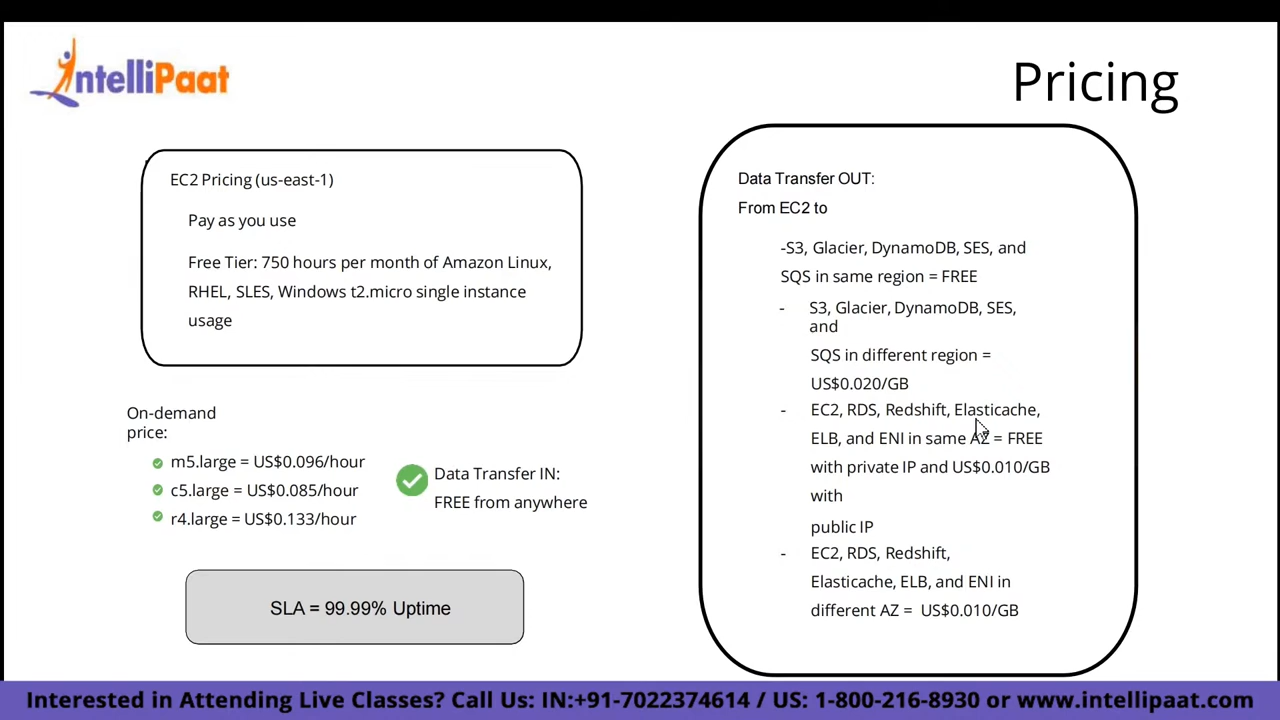 IntelliPaat
Pricing
EC2 Pricing (us-east-1)
Pay as you use
Free Tier: 750 hours per month of Amazon Linux,
RHEL, SLES, Windows t2.micro single instance
usage
On-demand
price:
m5.large = US$0.096/hour
c5.large = US$0.085/hour
r4.large = US$0.133/hour
Data Transfer IN:
FREE from anywhere
SLA = 99.99% Uptime
Data Transfer OUT:
From EC2 to
-S3, Glacier, DynamoDB, SES, and
SQS in same region = FREE
- S3, Glacier, DynamoDB, SES,
and
SQS in different region =
US$0.020/GB
- EC2, RDS, Redshift, Elasticache,
ELB, and ENI in same AZ = FREE
with private IP and US$0.010/GB
with
public IP
- EC2, RDS, Redshift,
Elasticache, ELB, and ENI in
different AZ = US$0.010/GB
Interested in Attending Live Classes? Call Us: IN:+91-7022374614 / US: 1-800-216-8930 or www.intellipaat.com